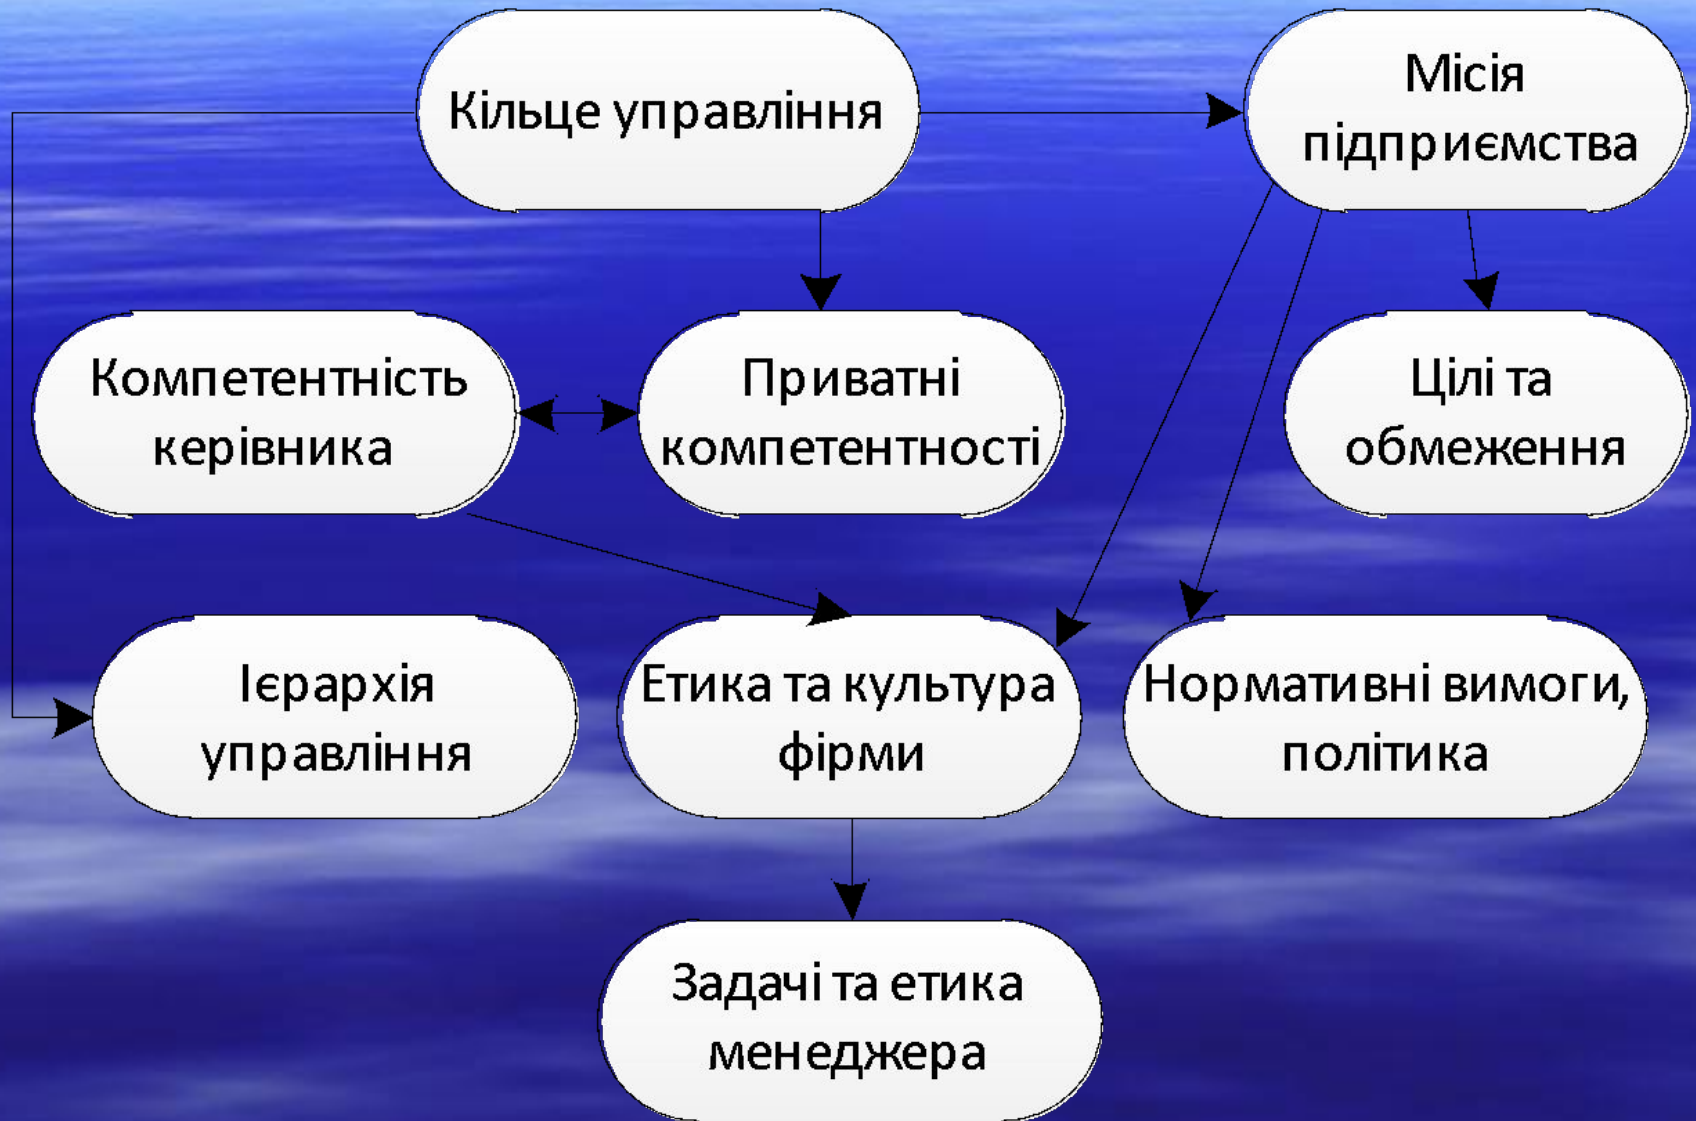 Кільце управління
Місія
підприємства
Компетентність
керівника
Приватні
компетентності
Цілі та
обмеження
Ієрархія
управління
Етика та культура
фірми
Нормативні вимоги,
політика
Задачі та етика
менеджера